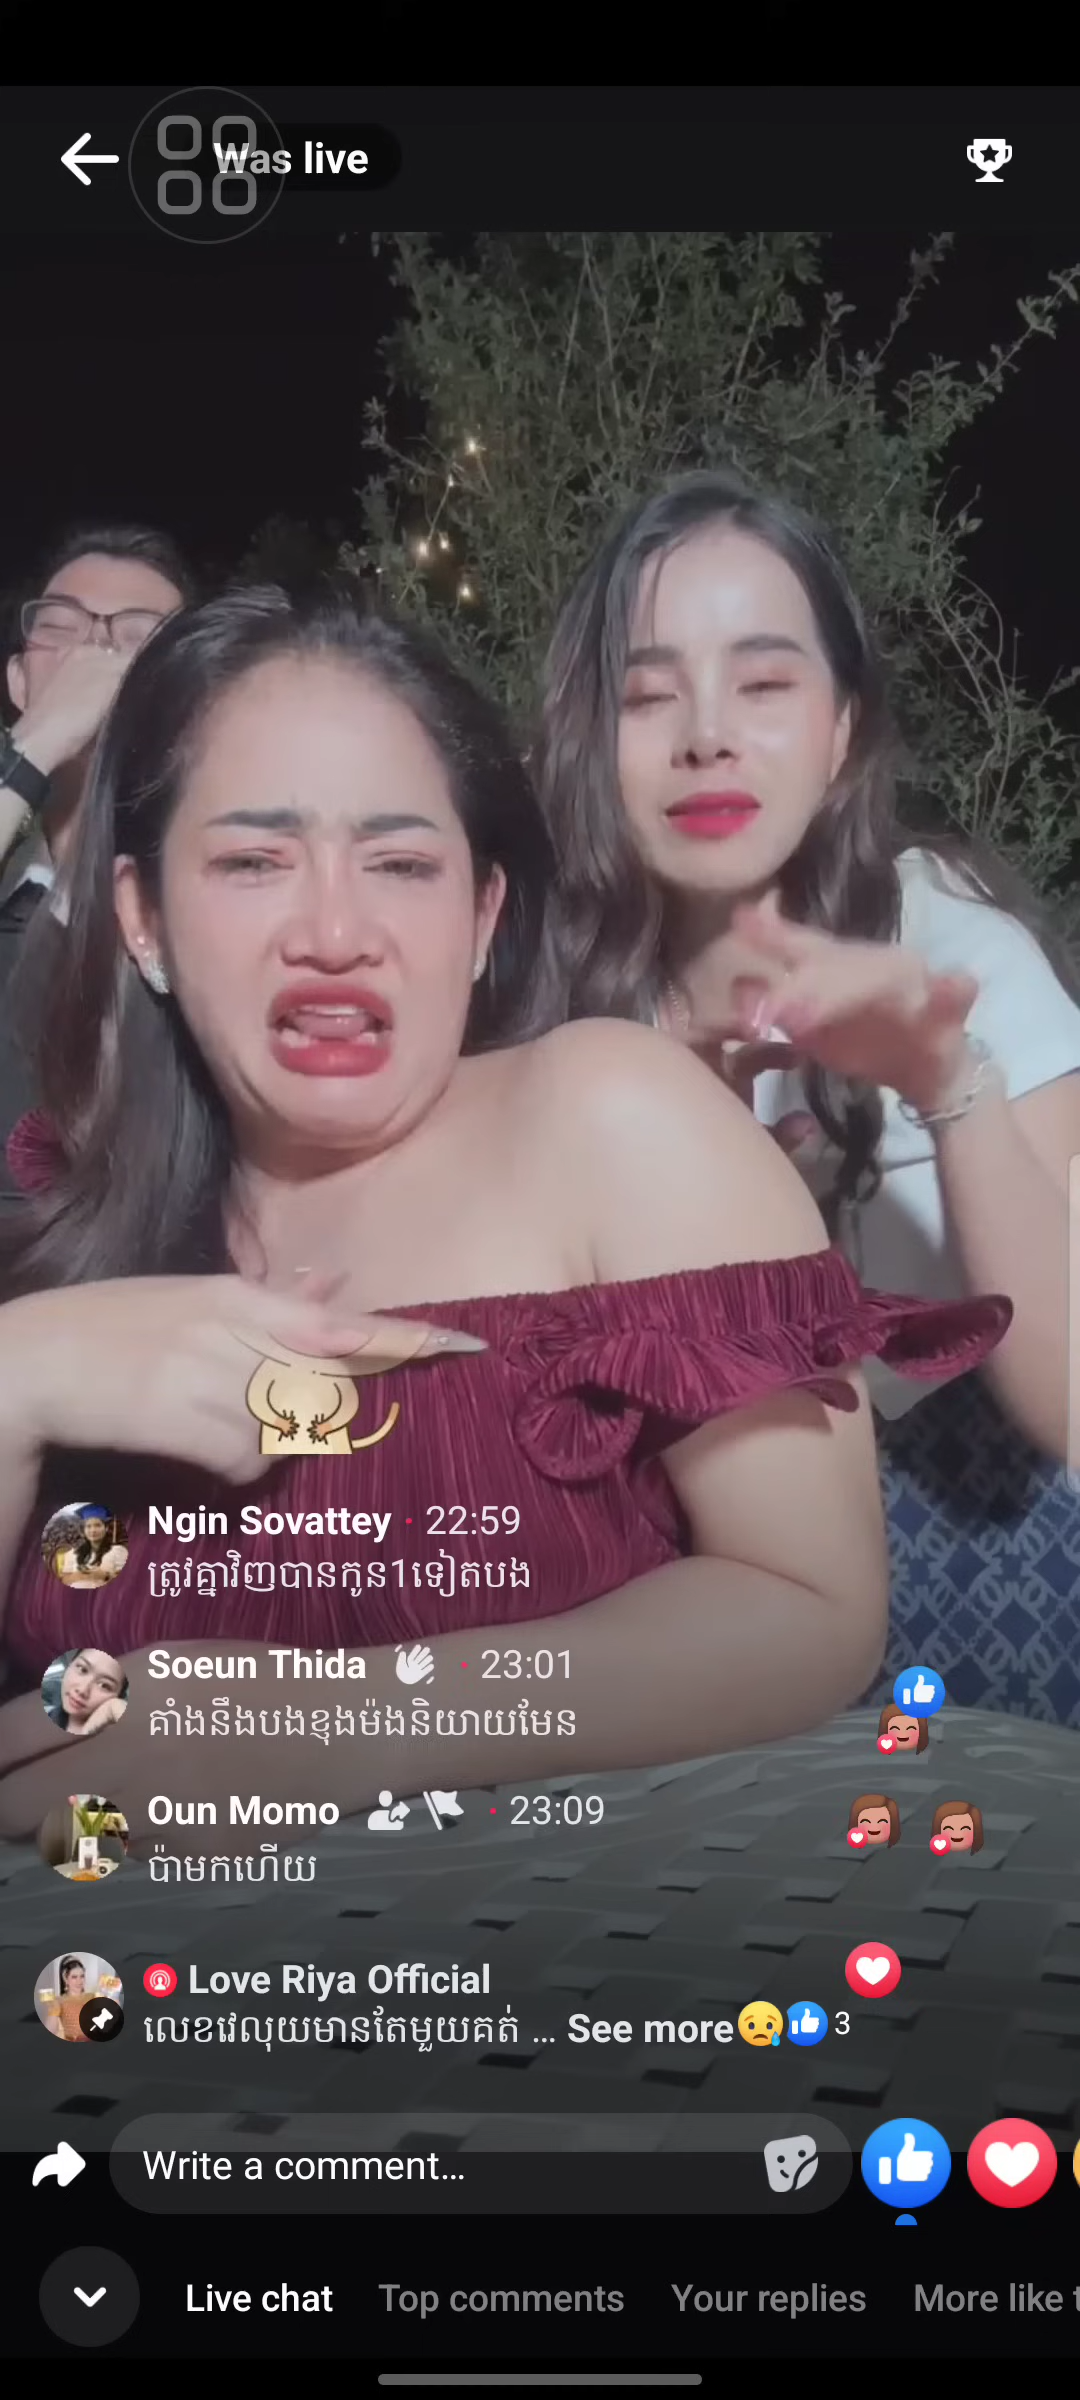 Was live
Ngin Sovattey · 22:59
ត្រូវគ្នាវិញបានកូន1ទៀតបង
Soeun Thida · 23:01
គាំងនឹងបងខ្ញុងម៉ងនិយាយមែន
Oun Momo · 23:09
ប៉ាមកហើយ
Love Riya Official
លេខវេលុយមានតែមួយគត់ ... See more 3
Write a comment...
Live chat Top comments Your replies More like